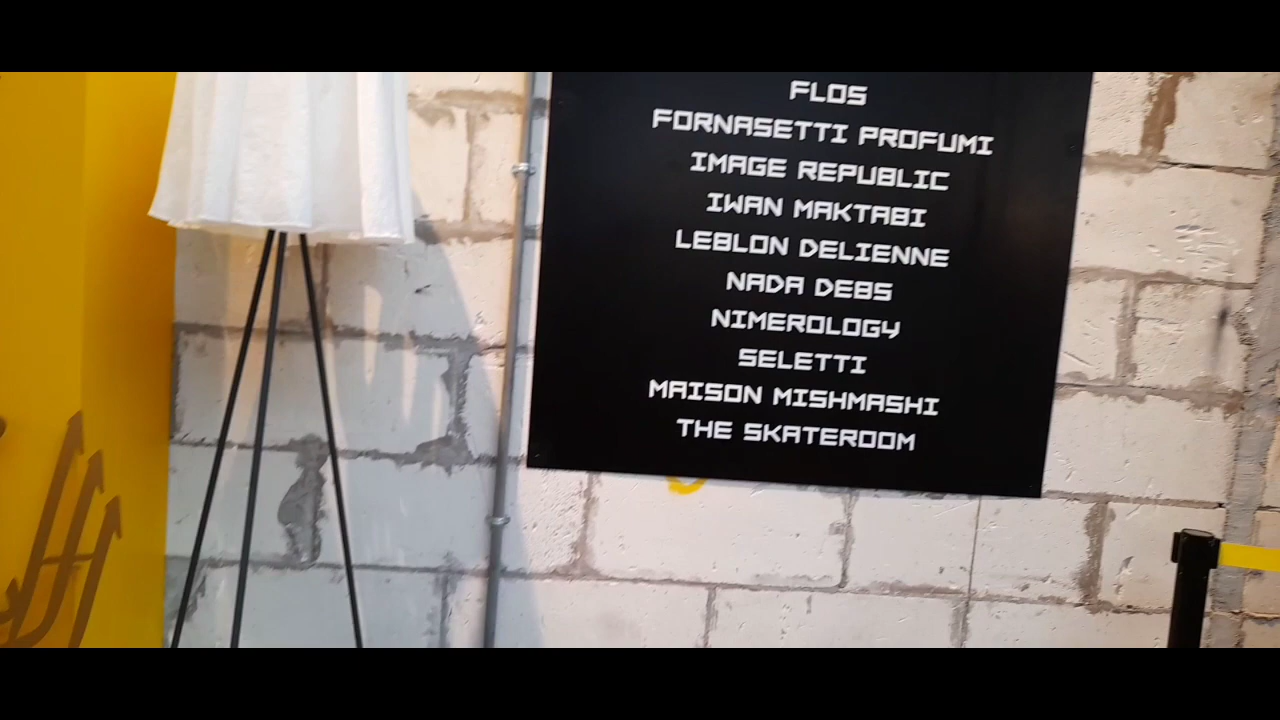 FLOS
FORNASETTI PROFUMI
IMAGE REPUBLIC
IWAN MAKTABI
LEBLON DELIENNE
NADA DEBS
NIMEROLOGY
SELETTI
MAISON MISHMASHI
THE SKATEROOM